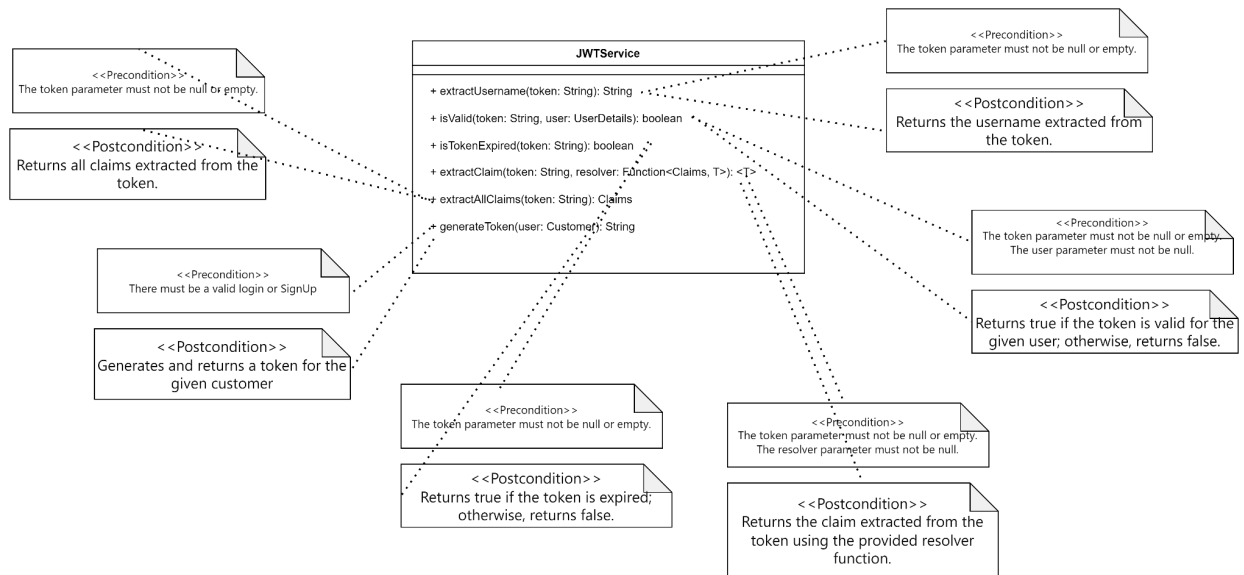 JWTService
+ extractUsername(token: String): String
+ isValid(token: String, user: UserDetails): boolean
+ isTokenExpired(token: String): boolean
+ extractClaim(token: String, resolver: Function<Claims, T>): <T>
+ extractAllClaims(token: String): Claims
+ generateToken(user: Customer): String
<<Precondition>>
The token parameter must not be null or empty.
<<Postcondition>>
Returns all claims extracted from the
token.
<<Precondition>>
There must be a valid login or SignUp
<<Postcondition>>
Generates and returns a token for the
given customer
<<Precondition>>
The token parameter must not be null or empty.
<<Postcondition>>
Returns the username extracted from
the token.
<<Precondition>>
The token parameter must not be null or empty.
The user parameter must not be null.
<<Postcondition>>
Returns true if the token is valid for the
given user; otherwise, returns false.
<<Precondition>>
The token parameter must not be null or empty.
<<Postcondition>>
Returns true if the token is expired;
otherwise, returns false.
<<Precondition>>
The token parameter must not be null or empty.
The resolver parameter must not be null.
<<Postcondition>>
Returns the claim extracted from the
token using the provided resolver
function.